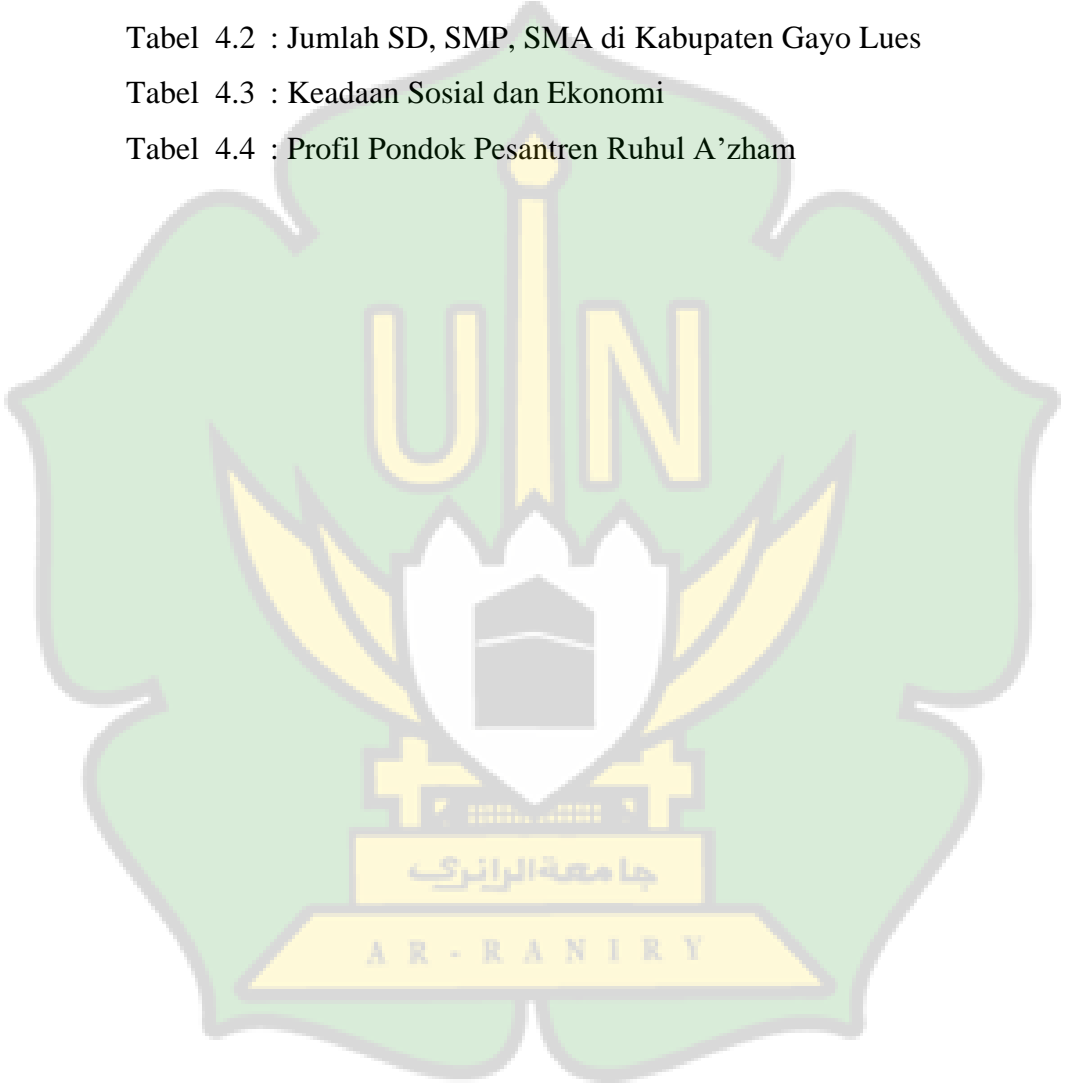 Tabel 4.2 : Jumlah SD, SMP, SMA di Kabupaten Gayo Lues
Tabel 4.3 : Keadaan Sosial dan Ekonomi
Tabel 4.4 : Profil Pondok Pesantren Ruhul A’zham
UIN
جامعة الرانري
AR-RANIRY